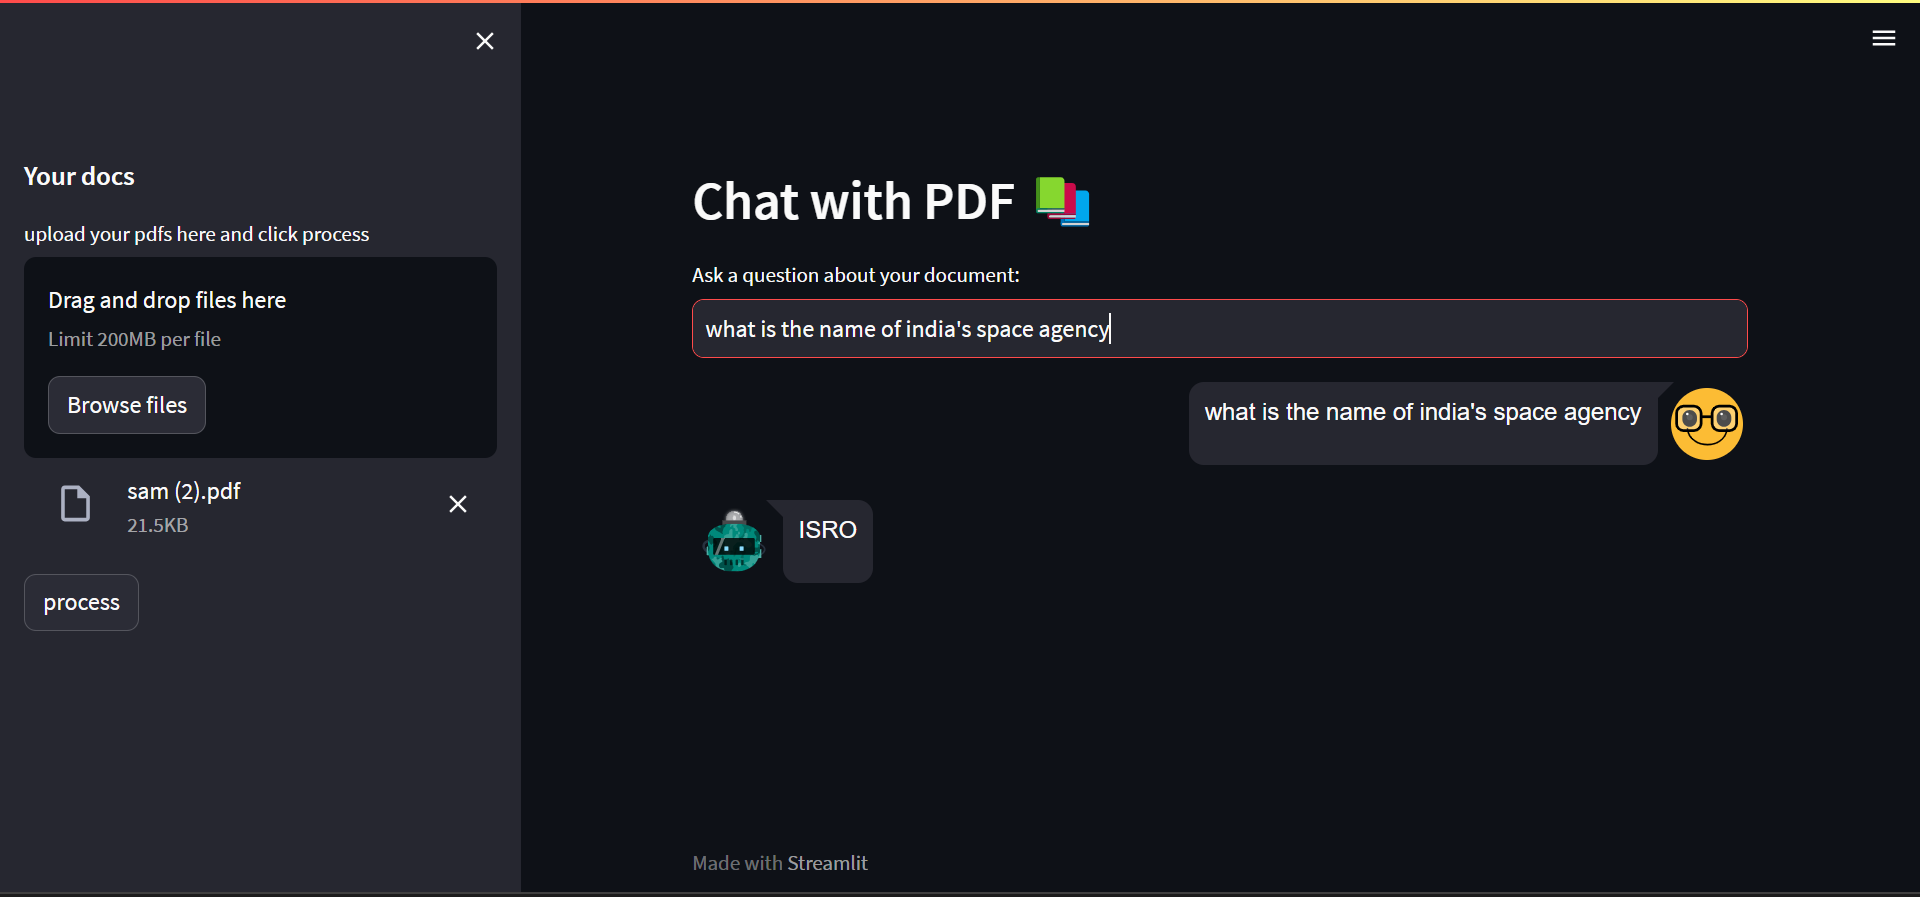 Your docs
upload your pdfs here and click process
Drag and drop files here
Limit 200MB per file
Browse files
sam (2).pdf
21.5KB
process
Chat with PDF
Ask a question about your document:
what is the name of india's space agency
what is the name of india's space agency
ISRO
Made with Streamlit